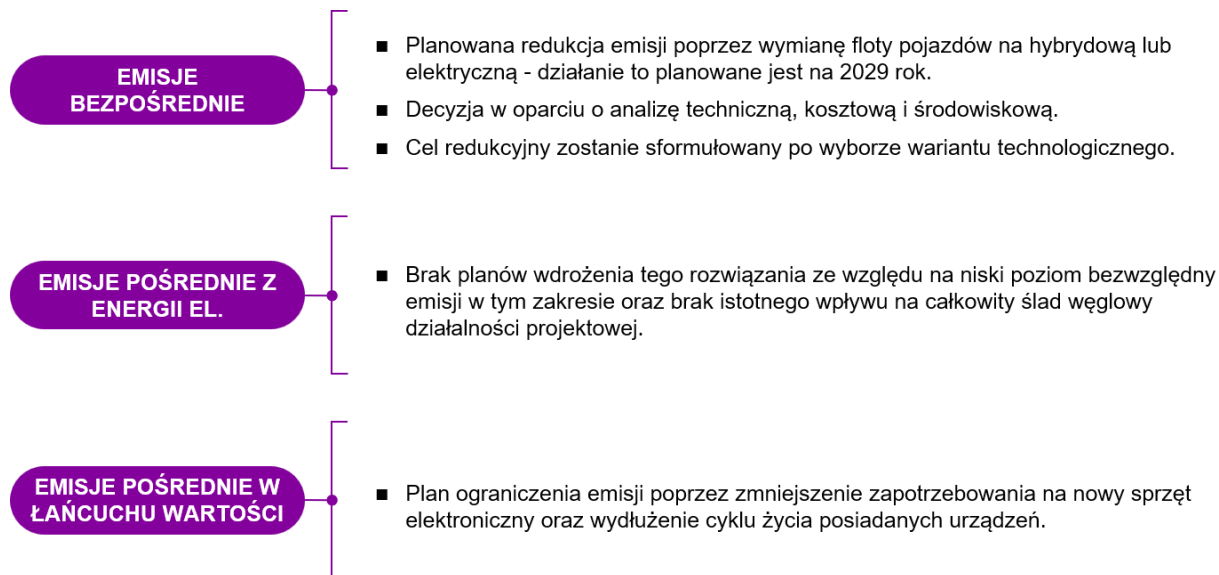 EMISJE
BEZPOŚREDNIE
■ Planowana redukcja emisji poprzez wymianę floty pojazdów na hybrydową lub
elektryczną - działanie to planowane jest na 2029 rok.
■ Decyzja w oparciu o analizę techniczną, kosztową i środowiskową.
■ Cel redukcyjny zostanie sformułowany po wyborze wariantu technologicznego.
EMISJE POŚREDNIE Z
ENERGII EL.
■ Brak planów wdrożenia tego rozwiązania ze względu na niski poziom bezwzględny
emisji w tym zakresie oraz brak istotnego wpływu na całkowity ślad węglowy
działalności projektowej.
EMISJE POŚREDNIE W
ŁAŃCUCHU WARTOŚCI
■ Plan ograniczenia emisji poprzez zmniejszenie zapotrzebowania na nowy sprzęt
elektroniczny oraz wydłużenie cyklu życia posiadanych urządzeń.